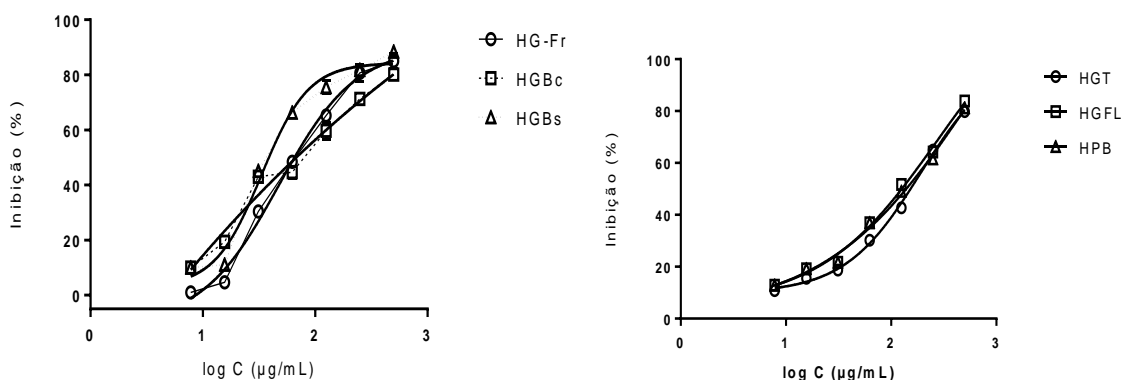 100
80
60
40
20
0
Inibição (%)
0 1 2 3
log C (µg/mL)
HG-Fr
HGBc
HGBs
100
80
60
40
20
0
Inibição (%)
0 1 2 3
log C (µg/mL)
HGT
HGFL
HPB